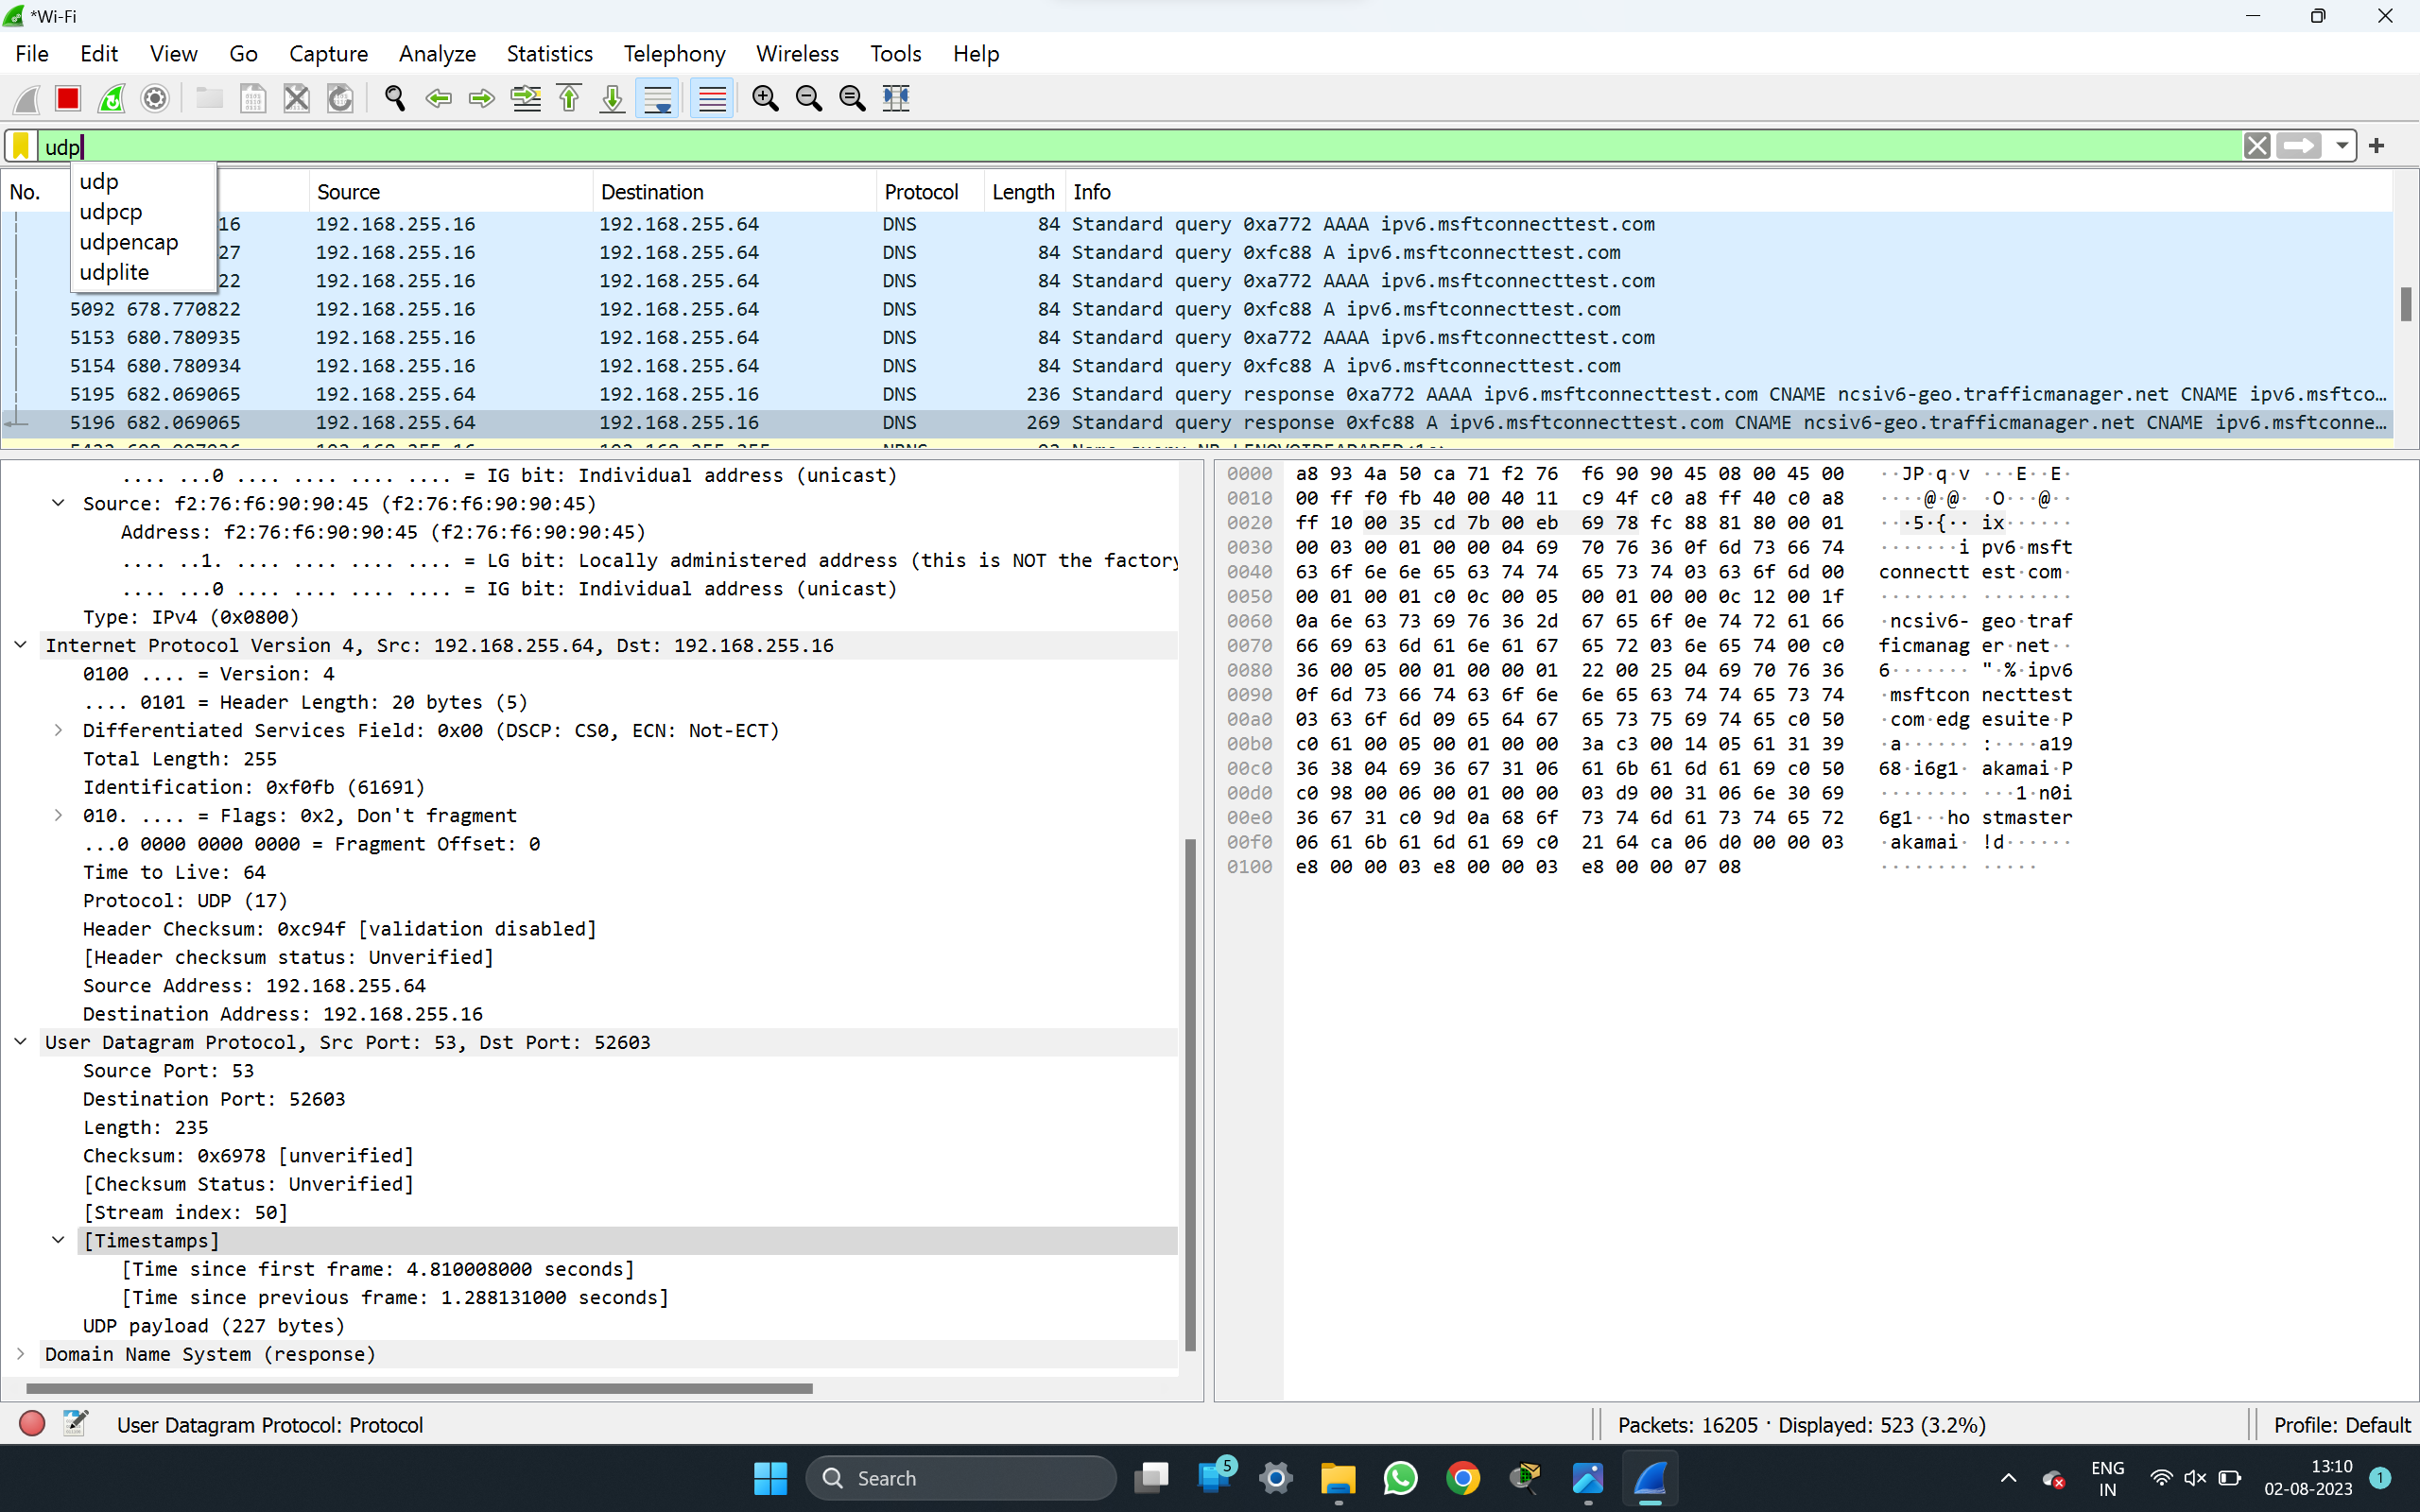 *Wi-Fi
File Edit View Go Capture Analyze Statistics Telephony Wireless Tools Help
udp
udp
udpcp
udpencap
udplite
No. Source Destination Protocol Length Info
16 192.168.255.16 192.168.255.64 DNS 84 Standard query 0xa772 AAAA ipv6.msftconnecttest.com
27 192.168.255.16 192.168.255.64 DNS 84 Standard query 0xfc88 A ipv6.msftconnecttest.com
22 192.168.255.16 192.168.255.64 DNS 84 Standard query 0xa772 AAAA ipv6.msftconnecttest.com
5092 678.770822 192.168.255.16 192.168.255.64 DNS 84 Standard query 0xfc88 A ipv6.msftconnecttest.com
5153 680.780935 192.168.255.16 192.168.255.64 DNS 84 Standard query 0xa772 AAAA ipv6.msftconnecttest.com
5154 680.780934 192.168.255.16 192.168.255.64 DNS 84 Standard query 0xfc88 A ipv6.msftconnecttest.com
5195 682.069065 192.168.255.64 192.168.255.16 DNS 236 Standard query response 0xa772 AAAA ipv6.msftconnecttest.com CNAME ncsiv6-geo.trafficmanager.net CNAME ipv6.msftco…
5196 682.069065 192.168.255.64 192.168.255.16 DNS 269 Standard query response 0xfc88 A ipv6.msftconnecttest.com CNAME ncsiv6-geo.trafficmanager.net CNAME ipv6.msftconne…
.... ...0 .... .... .... .... = IG bit: Individual address (unicast)
Source: f2:76:f6:90:90:45 (f2:76:f6:90:90:45)
Address: f2:76:f6:90:90:45 (f2:76:f6:90:90:45)
.... ..1. .... .... .... .... = LG bit: Locally administered address (this is NOT the factory
.... ...0 .... .... .... .... = IG bit: Individual address (unicast)
Type: IPv4 (0x0800)
Internet Protocol Version 4, Src: 192.168.255.64, Dst: 192.168.255.16
0100 .... = Version: 4
.... 0101 = Header Length: 20 bytes (5)
Differentiated Services Field: 0x00 (DSCP: CS0, ECN: Not-ECT)
Total Length: 255
Identification: 0xf0fb (61691)
010. .... = Flags: 0x2, Don't fragment
...0 0000 0000 0000 = Fragment Offset: 0
Time to Live: 64
Protocol: UDP (17)
Header Checksum: 0xc94f [validation disabled]
[Header checksum status: Unverified]
Source Address: 192.168.255.64
Destination Address: 192.168.255.16
User Datagram Protocol, Src Port: 53, Dst Port: 52603
Source Port: 53
Destination Port: 52603
Length: 235
Checksum: 0x6978 [unverified]
[Checksum Status: Unverified]
[Stream index: 50]
[Timestamps]
[Time since first frame: 4.810008000 seconds]
[Time since previous frame: 1.288131000 seconds]
UDP payload (227 bytes)
Domain Name System (response)
0000 a8 93 4a 50 ca 71 f2 76 f6 90 90 45 08 00 45 00 ··JP·q·v ···E··E·
0010 00 ff f0 fb 40 00 40 11 c9 4f c0 a8 ff 40 c0 a8 ····@·@· ·O···@··
0020 ff 10 00 35 cd 7b 00 eb 69 78 fc 88 81 80 00 01 ···5·{·· ix······
0030 00 03 00 01 00 00 04 69 70 76 36 0f 6d 73 66 74 ·······i pv6·msft
0040 63 6f 6e 6e 65 63 74 74 65 73 74 03 63 6f 6d 00 connectt est·com·
0050 00 01 00 01 c0 0c 00 05 00 01 00 00 0c 12 00 1f ········ ········
0060 0a 6e 63 73 69 76 36 2d 67 65 6f 0e 74 72 61 66 ·ncsiv6- geo·traf
0070 66 69 63 6d 61 6e 61 67 65 72 03 6e 65 74 00 c0 ficmanag er·net··
0080 36 00 05 00 01 00 00 01 22 00 25 04 69 70 76 36 6······· "·%·ipv6
0090 0f 6d 73 66 74 63 6f 6e 6e 65 63 74 74 65 73 74 ·msftcon necttest
00a0 03 63 6f 6d 09 65 64 67 65 73 75 69 74 65 c0 50 ·com·edg esuite·P
00b0 c0 61 00 05 00 01 00 00 3a c3 00 14 05 61 31 39 ·a······ :····a19
00c0 36 38 04 69 36 67 31 06 61 6b 61 6d 61 69 c0 50 68·i6g1· akamai·P
00d0 c0 98 00 06 00 01 00 00 03 d9 00 31 06 6e 30 69 ········ ···1·n0i
00e0 36 67 31 c0 9d 0a 68 6f 73 74 6d 61 73 74 65 72 6g1···ho stmaster
00f0 06 61 6b 61 6d 61 69 c0 21 64 ca 06 d0 00 00 03 ·akamai· !d······
0100 e8 00 00 03 e8 00 00 03 e8 00 00 07 08 ········ ·····
User Datagram Protocol: Protocol
Packets: 16205 · Displayed: 523 (3.2%)
Profile: Default
Search
5
ENG
IN
13:10
02-08-2023
1